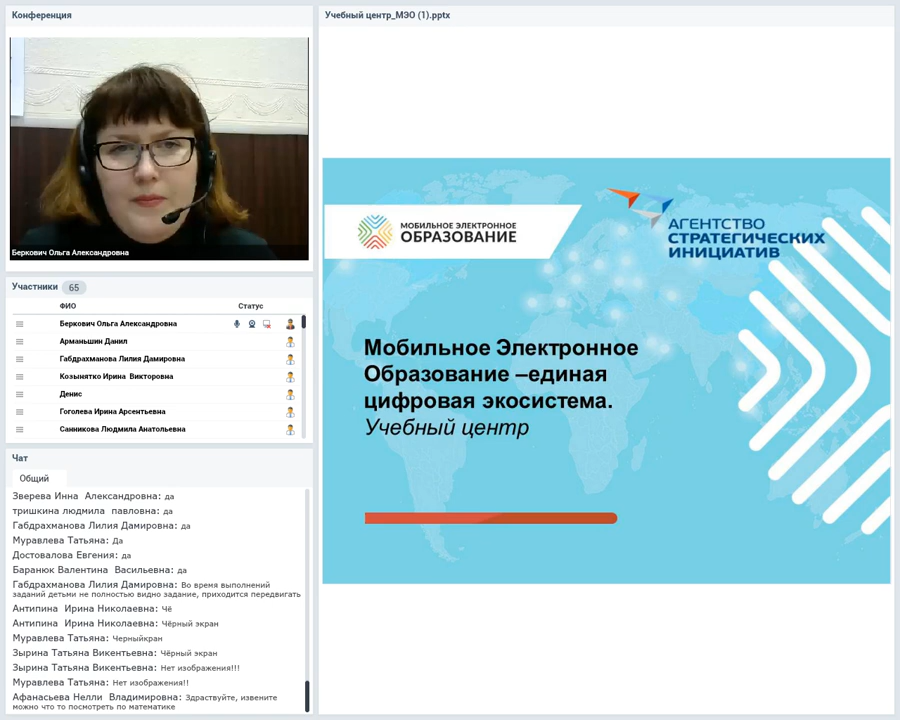 Конференция
Беркович Ольга Александровна
Участники 65
ФИО Статус
Беркович Ольга Александровна
Арманьшин Данил
Габдрахманова Лилия Дамировна
Козынятко Ирина Викторовна
Денис
Гоголева Ирина Арсентьевна
Санникова Людмила Анатольевна
Чат
Общий
Зверева Инна Александровна: да
тришкина людмила павловна: да
Габдрахманова Лилия Дамировна: да
Муравлева Татьяна: Да
Достовалова Евгения: да
Баранюк Валентина Васильевна: да
Габдрахманова Лилия Дамировна: Во время выполнений
заданий детьми не полностью видно задание, приходится передвигать
Антипина Ирина Николаевна: Чё
Антипина Ирина Николаевна: Чёрный экран
Муравлева Татьяна: Черныйкран
Зырина Татьяна Викентьевна: Чёрный экран
Зырина Татьяна Викентьевна: Нет изображения!!!
Муравлева Татьяна: Нет изображения!!
Афанасьева Нелли Владимировна: Здраствуйте, извените
можно что то посмотреть по математике
Учебный центр_МЭО (1).pptx
МОБИЛЬНОЕ ЭЛЕКТРОННОЕ
ОБРАЗОВАНИЕ
АГЕНТСТВО
СТРАТЕГИЧЕСКИХ
ИНИЦИАТИВ
Мобильное Электронное
Образование –единая
цифровая экосистема.
Учебный центр